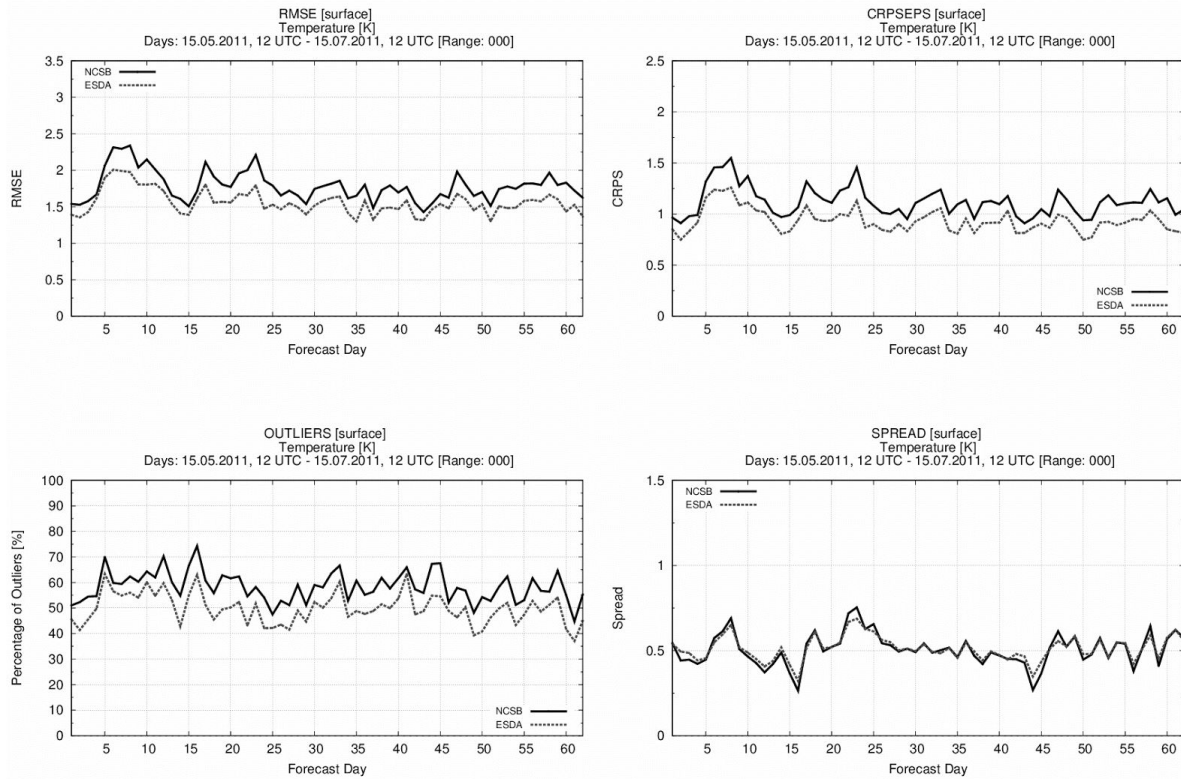 RMSE [surface]
Temperature [K]
Days: 15.05.2011, 12 UTC - 15.07.2011, 12 UTC [Range: 000]
3.5
3
2.5
2
1.5
1
0.5
0
RMSE
NCSB
ESDA
5 10 15 20 25 30 35 40 45 50 55 60
Forecast Day
CRPSEPS [surface]
Temperature [K]
Days: 15.05.2011, 12 UTC - 15.07.2011, 12 UTC [Range: 000]
2.5
2
1.5
1
0.5
0
CRPS
NCSB
ESDA
5 10 15 20 25 30 35 40 45 50 55 60
Forecast Day
OUTLIERS [surface]
Temperature [K]
Days: 15.05.2011, 12 UTC - 15.07.2011, 12 UTC [Range: 000]
100
90
80
70
60
50
40
30
20
10
0
Percentage of Outliers [%]
NCSB
ESDA
5 10 15 20 25 30 35 40 45 50 55 60
Forecast Day
SPREAD [surface]
Temperature [K]
Days: 15.05.2011, 12 UTC - 15.07.2011, 12 UTC [Range: 000]
1.5
1
0.5
0
Spread
NCSB
ESDA
5 10 15 20 25 30 35 40 45 50 55 60
Forecast Day